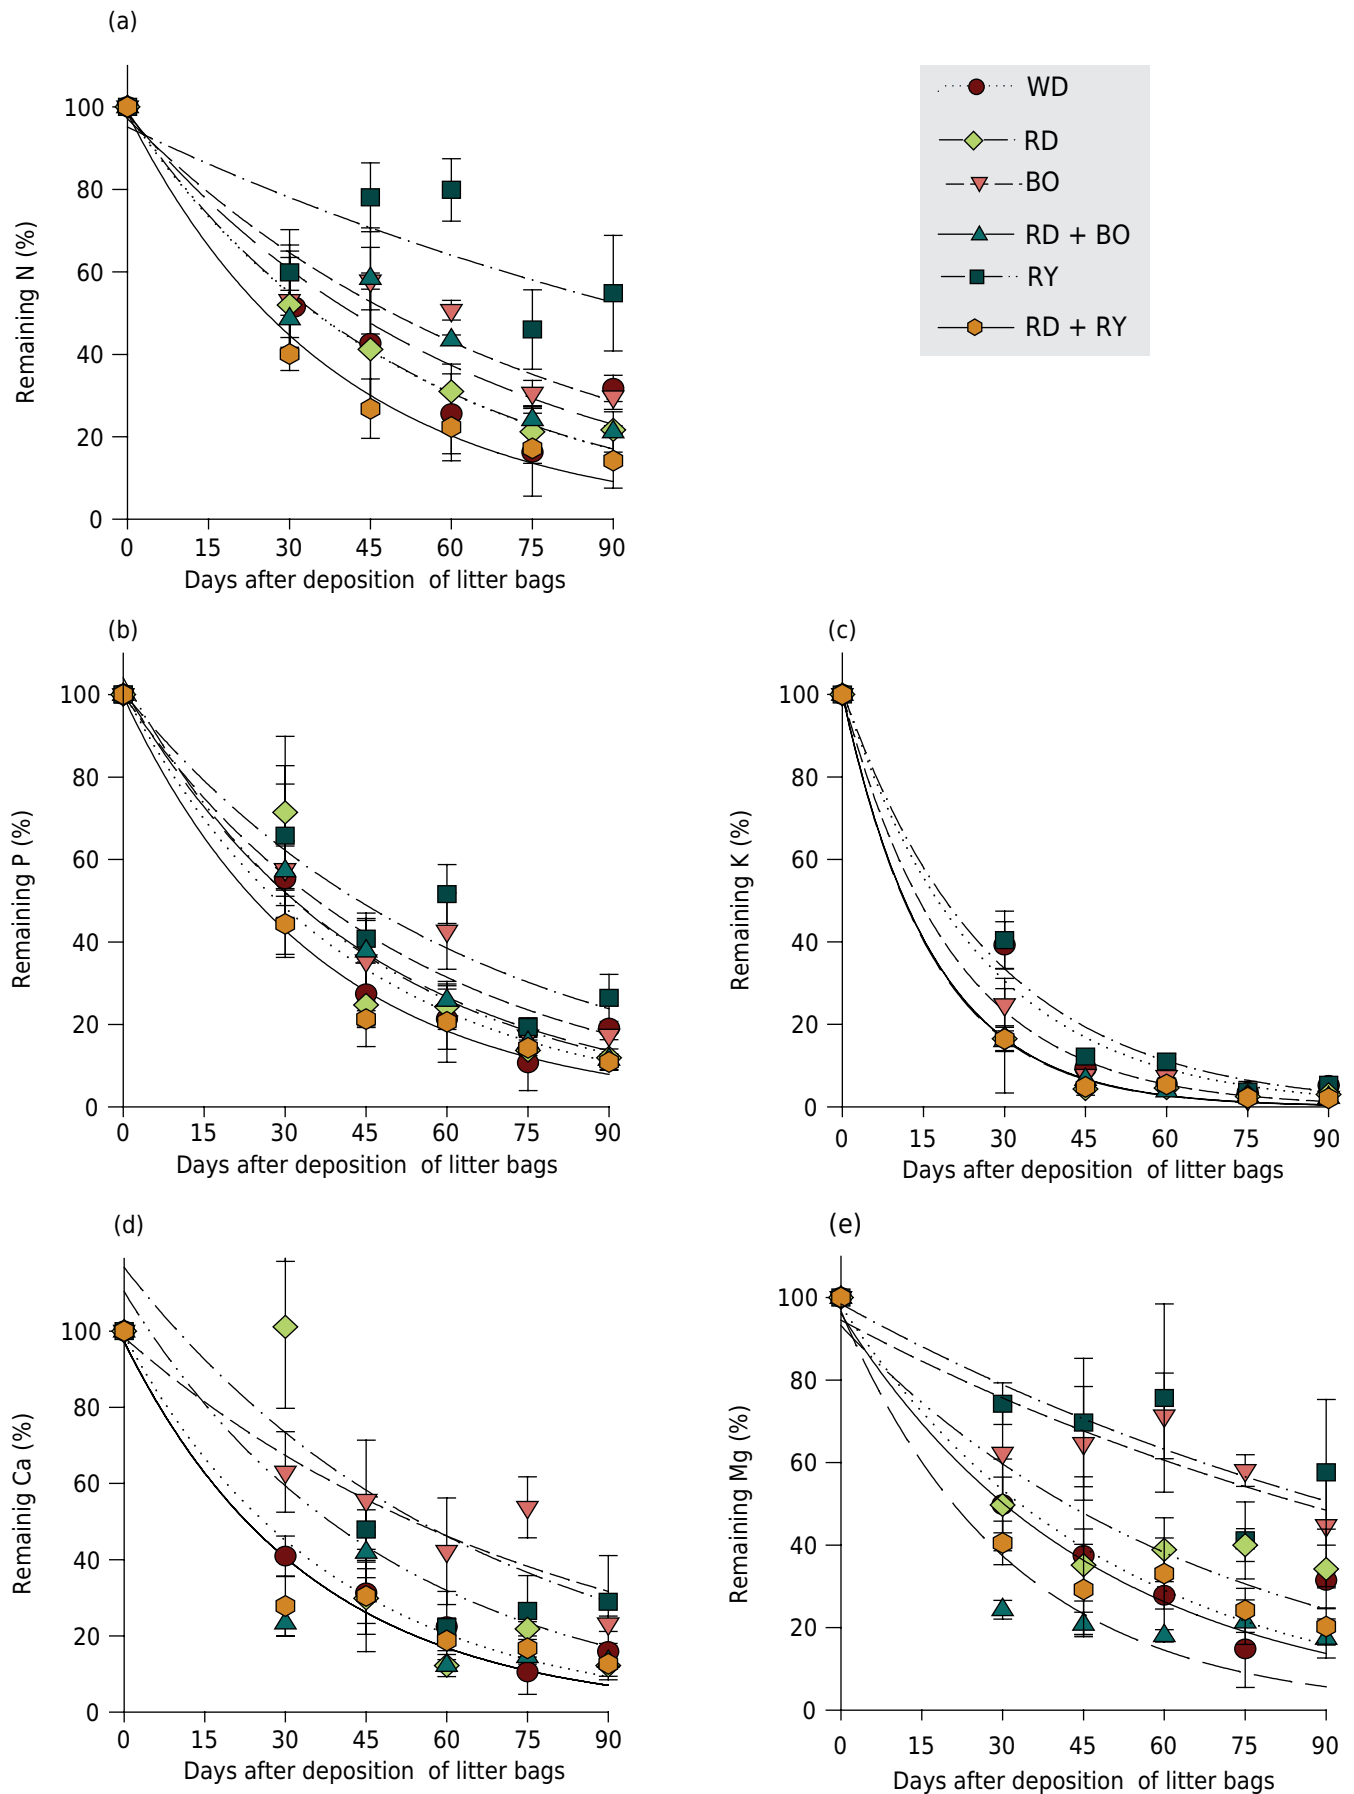 (a)
Remaining N (%)
100
80
60
40
20
0
0 15 30 45 60 75 90
Days after deposition of litter bags
WD
RD
BO
RD + BO
RY
RD + RY
(b)
Remaining P (%)
100
80
60
40
20
0
0 15 30 45 60 75 90
Days after deposition of litter bags
(c)
Remaining K (%)
100
80
60
40
20
0
0 15 30 45 60 75 90
Days after deposition of litter bags
(d)
Remainig Ca (%)
100
80
60
40
20
0
0 15 30 45 60 75 90
Days after deposition of litter bags
(e)
Remaining Mg (%)
100
80
60
40
20
0
0 15 30 45 60 75 90
Days after deposition of litter bags